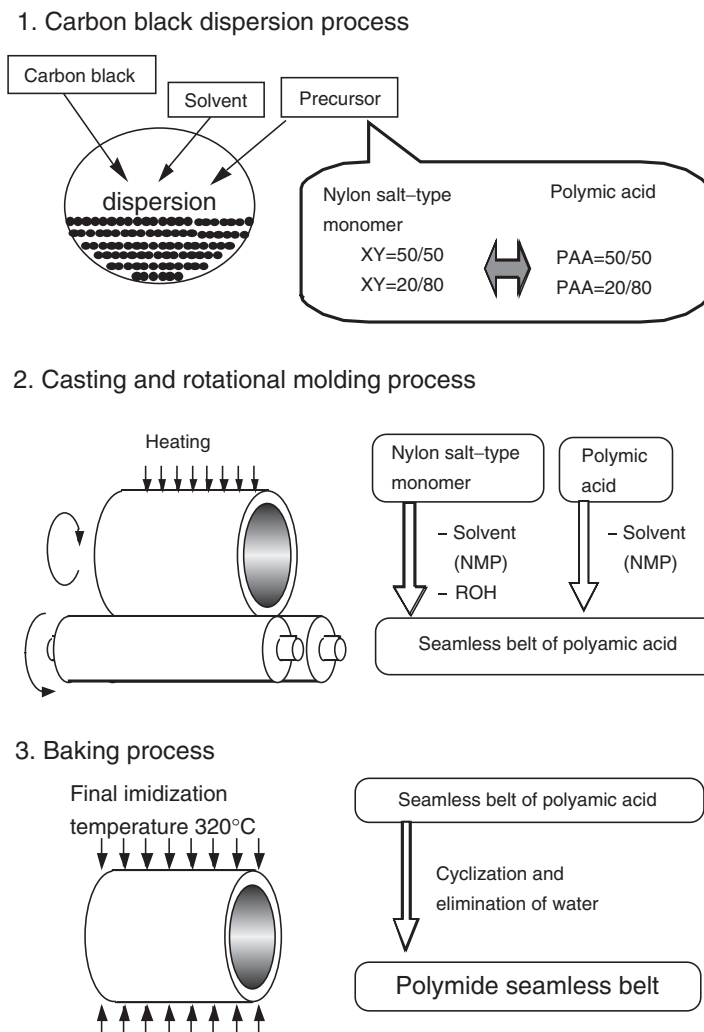 1. Carbon black dispersion process
Carbon black
Solvent
Precursor
dispersion
Nylon salt–type
monomer
XY=50/50
XY=20/80
Polymic acid
PAA=50/50
PAA=20/80
2. Casting and rotational molding process
Heating
Nylon salt–type
monomer
Polymic
acid
– Solvent
(NMP)
– ROH
– Solvent
(NMP)
Seamless belt of polyamic acid
3. Baking process
Final imidization
temperature 320°C
Seamless belt of polyamic acid
Cyclization and
elimination of water
Polymide seamless belt